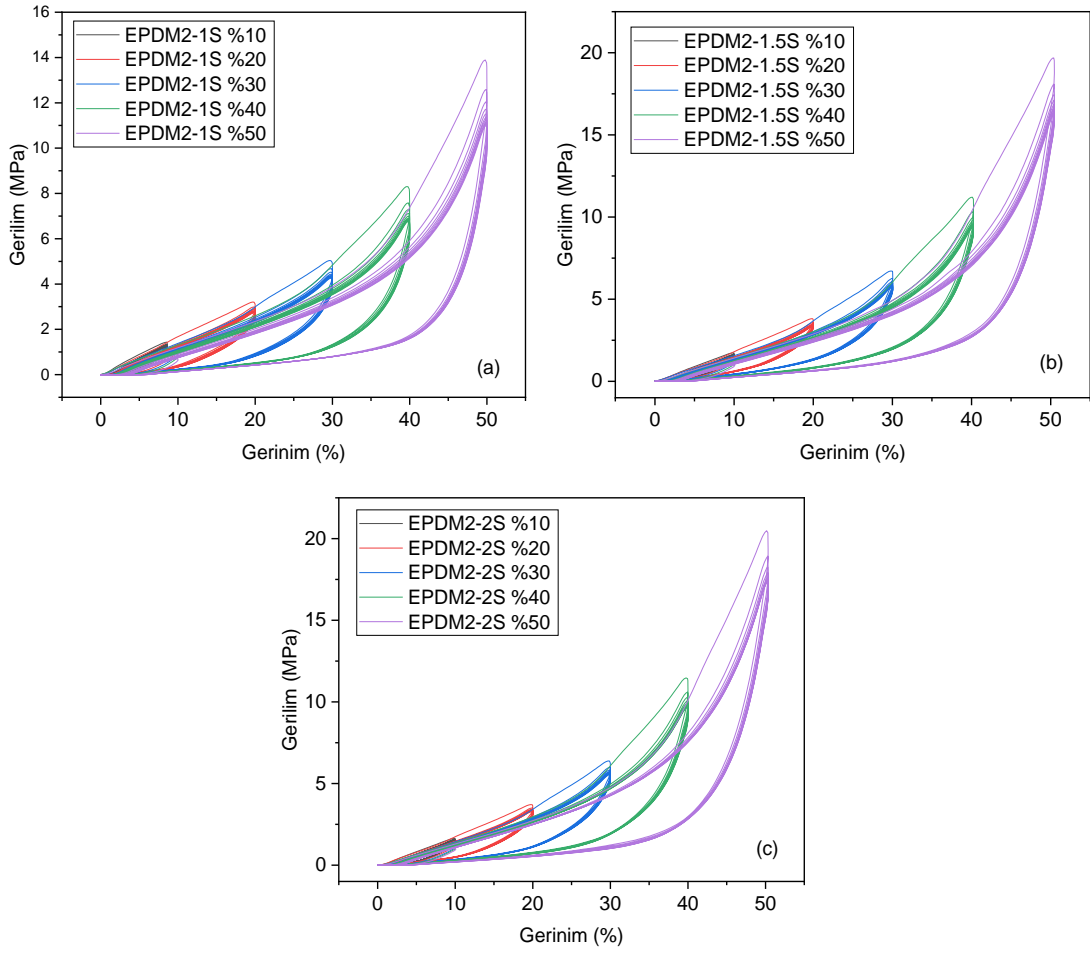 EPDM2-1S %10
EPDM2-1S %20
EPDM2-1S %30
EPDM2-1S %40
EPDM2-1S %50
16
14
12
10
8
6
4
2
0
Gerilim (MPa)
(a)
0 10 20 30 40 50
Gerinim (%)
EPDM2-1.5S %10
EPDM2-1.5S %20
EPDM2-1.5S %30
EPDM2-1.5S %40
EPDM2-1.5S %50
20
15
10
5
0
Gerilim (MPa)
(b)
0 10 20 30 40 50
Gerinim (%)
EPDM2-2S %10
EPDM2-2S %20
EPDM2-2S %30
EPDM2-2S %40
EPDM2-2S %50
20
15
10
5
0
Gerilim (MPa)
(c)
0 10 20 30 40 50
Gerinim (%)